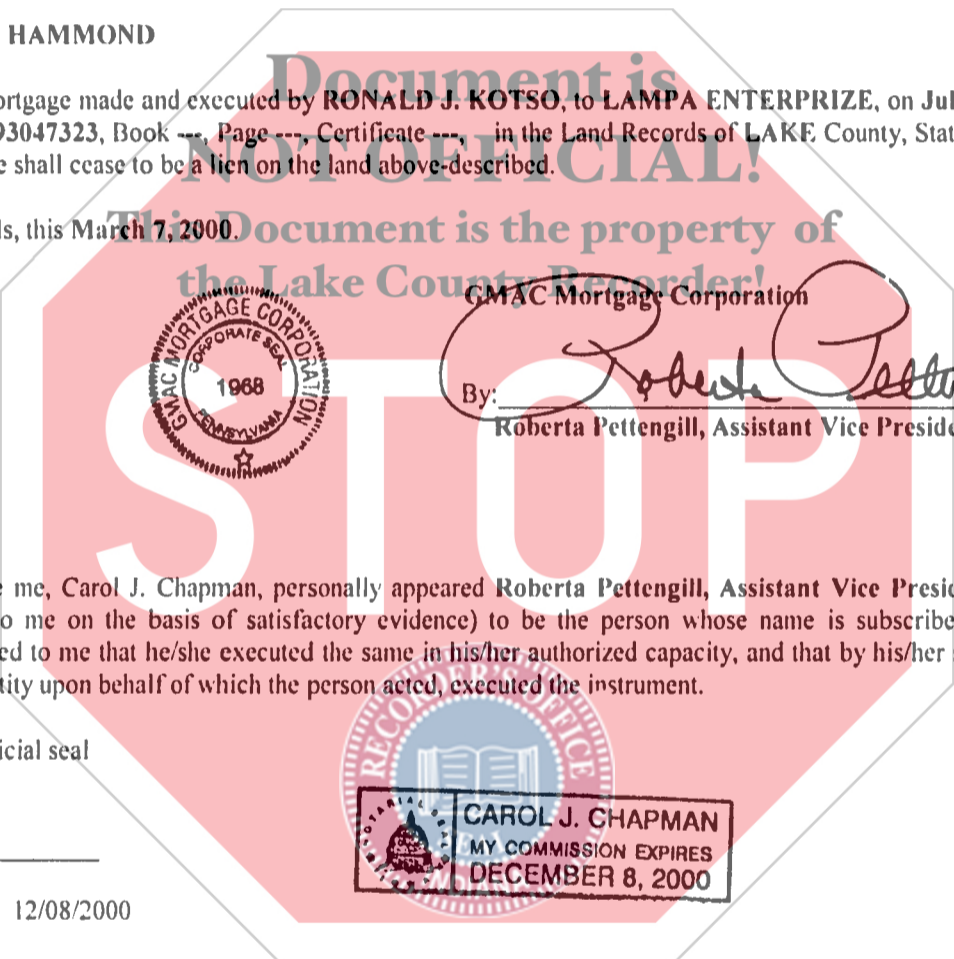 HAMMOND
Document is
ortgage made and executed by RONALD J. KOTSO, to LAMPA ENTERPRIZE, on Jul
93047323, Book ---, Page ---, Certificate ---, in the Land Records of LAKE County, Stat
NOT OFFICIAL!
e shall cease to be a lien on the land above-described.
This Document is the property of
ls, this March 7, 2000.
the Lake County Recorder!
GMAC Mortgage Corporation
GMAC MORTGAGE CORPORATION
CORPORATE SEAL
1968
PENNSYLVANIA
By: Roberta
Roberta Pettengill, Assistant Vice Preside
STOP
e me, Carol J. Chapman, personally appeared Roberta Pettengill, Assistant Vice Presid
o me on the basis of satisfactory evidence) to be the person whose name is subscribe
ed to me that he/she executed the same in his/her authorized capacity, and that by his/her
tity upon behalf of which the person acted, executed the instrument.
RECORDER'S OFFICE
SEAL
INDIANA
icial seal
NOTARIAL SEAL
CAROL J. CHAPMAN
MY COMMISSION EXPIRES
DECEMBER 8, 2000
12/08/2000